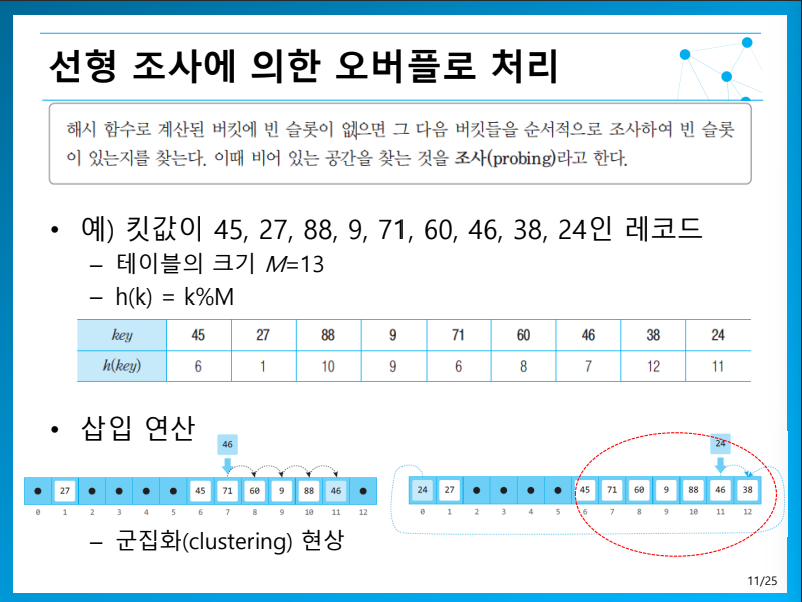 선형 조사에 의한 오버플로 처리
해시 함수로 계산된 버킷에 빈 슬롯이 없으면 그 다음 버킷들을 순서적으로 조사하여 빈 슬롯
이 있는지를 찾는다. 이때 비어 있는 공간을 찾는 것을 조사(probing)라고 한다.
• 예) 킷값이 45, 27, 88, 9, 71, 60, 46, 38, 24인 레코드
– 테이블의 크기 M=13
– h(k) = k%M
key 45 27 88 9 71 60 46 38 24
h(key) 6 1 10 9 6 8 7 12 11
• 삽입 연산
46
27 45 71 60 9 88 46
0 1 2 3 4 5 6 7 8 9 10 11 12
24
24 27 45 71 60 9 88 46 38
0 1 2 3 4 5 6 7 8 9 10 11 12
– 군집화(clustering) 현상
11/25